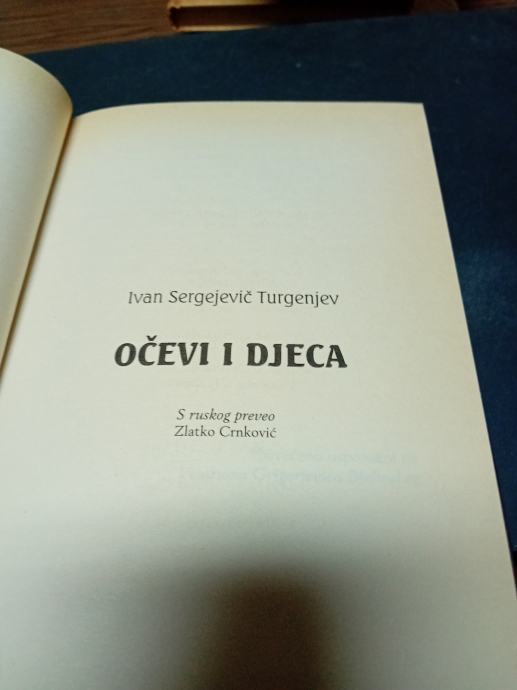 Ivan Sergejevič Turgenjev
OČEVI I DJECA
S ruskog preveo
Zlatko Crnković